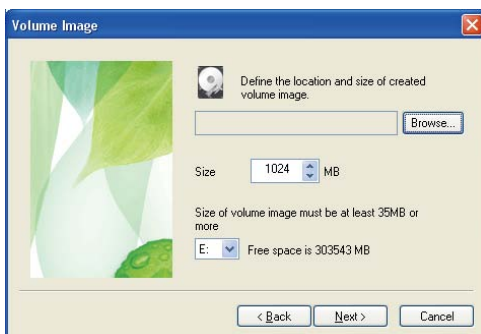 Volume Image
Define the location and size of created
volume image.
Browse...
Size 1024 MB
Size of volume image must be at least 35MB or
more
E: Free space is 303543 MB
< Back Next > Cancel